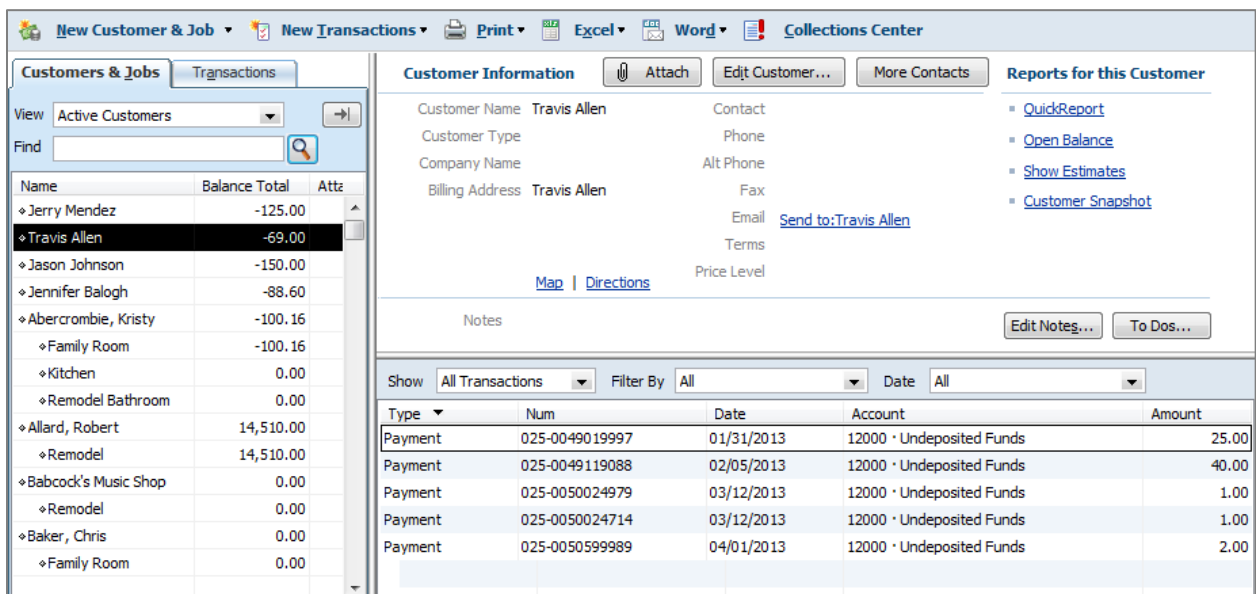 New Customer & Job New Transactions Print Excel Word Collections Center
Customers & Jobs Transactions
View Active Customers
Find
Name Balance Total Atta
Jerry Mendez -125.00
Travis Allen -69.00
Jason Johnson -150.00
Jennifer Balogh -88.60
Abercrombie, Kristy -100.16
Family Room -100.16
Kitchen 0.00
Remodel Bathroom 0.00
Allard, Robert 14,510.00
Remodel 14,510.00
Babcock's Music Shop 0.00
Remodel 0.00
Baker, Chris 0.00
Family Room 0.00
Customer Information Attach Edit Customer... More Contacts
Customer Name Travis Allen Contact
Customer Type Phone
Company Name Alt Phone
Billing Address Travis Allen Fax
Email Send to:Travis Allen
Terms
Price Level
Map | Directions
Reports for this Customer
QuickReport
Open Balance
Show Estimates
Customer Snapshot
Notes Edit Notes... To Dos...
Show All Transactions Filter By All Date All
Type Num Date Account Amount
Payment 025-0049019997 01/31/2013 12000 · Undeposited Funds 25.00
Payment 025-0049119088 02/05/2013 12000 · Undeposited Funds 40.00
Payment 025-0050024979 03/12/2013 12000 · Undeposited Funds 1.00
Payment 025-0050024714 03/12/2013 12000 · Undeposited Funds 1.00
Payment 025-0050599989 04/01/2013 12000 · Undeposited Funds 2.00